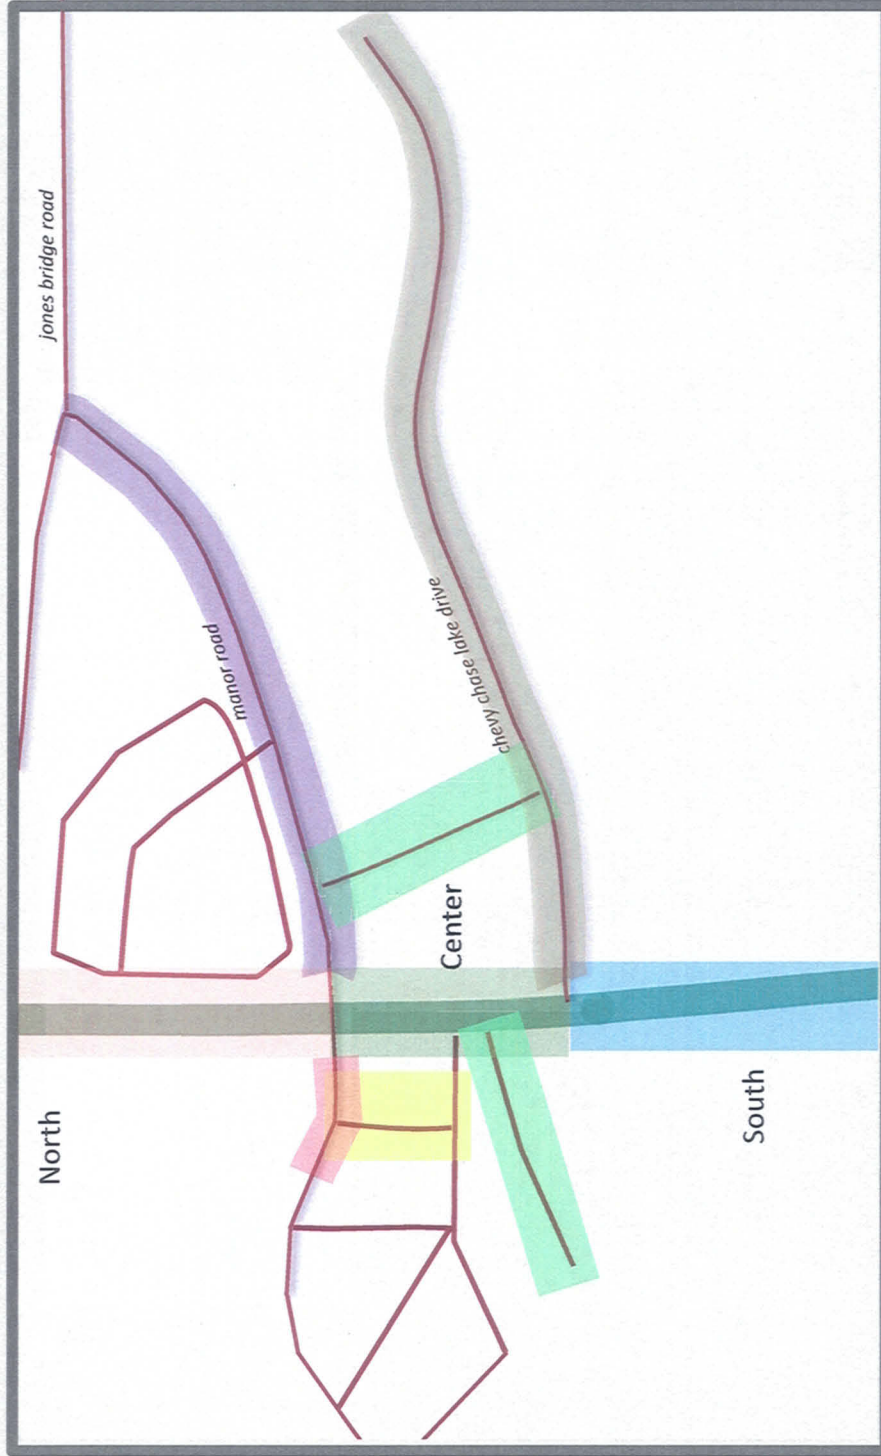 jones bridge road
manor road
chevy chase lake drive
North
Center
South